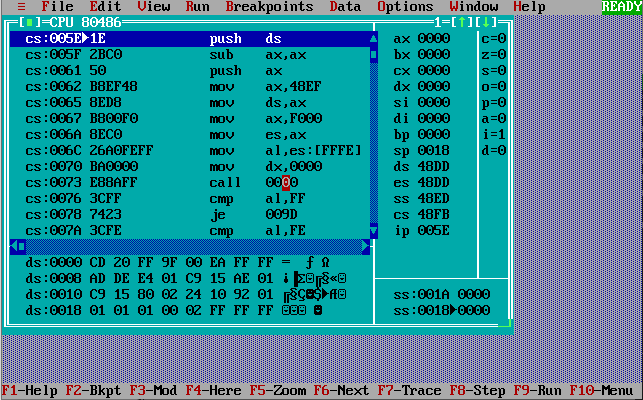 ≡ File Edit View Run Breakpoints Data Options Window Help READY
[■]=CPU 80486 1=[↑][↓]
cs:005E►1E push ds ax 0000 c=0
cs:005F 2BC0 sub ax,ax bx 0000 z=0
cs:0061 50 push ax cx 0000 s=0
cs:0062 B8EF48 mov ax,48EF dx 0000 o=0
cs:0065 8ED8 mov ds,ax si 0000 p=0
cs:0067 B800F0 mov ax,F000 di 0000 a=0
cs:006A 8EC0 mov es,ax bp 0000 i=1
cs:006C 26A0FEFF mov al,es:[FFFE] sp 0018 d=0
cs:0070 BA0000 mov dx,0000 ds 48DD
cs:0073 E88AFF call 0000 es 48DD
cs:0076 3CFF cmp al,FF ss 48ED
cs:0078 7423 je 009D cs 48FB
cs:007A 3CFE cmp al,FE ip 005E
ds:0000 CD 20 FF 9F 00 EA FF FF = ƒ Ω
ds:0008 AD DE E4 01 C9 15 AE 01 ¡▐Σ☺╔§«☺
ds:0010 C9 15 80 02 24 10 92 01 ╔§Ç☻$►Æ☺ ss:001A 0000
ds:0018 01 01 01 00 02 FF FF FF ☺☺☺ ☻ ss:0018►0000
F1-Help F2-Bkpt F3-Mod F4-Here F5-Zoom F6-Next F7-Trace F8-Step F9-Run F10-Menu